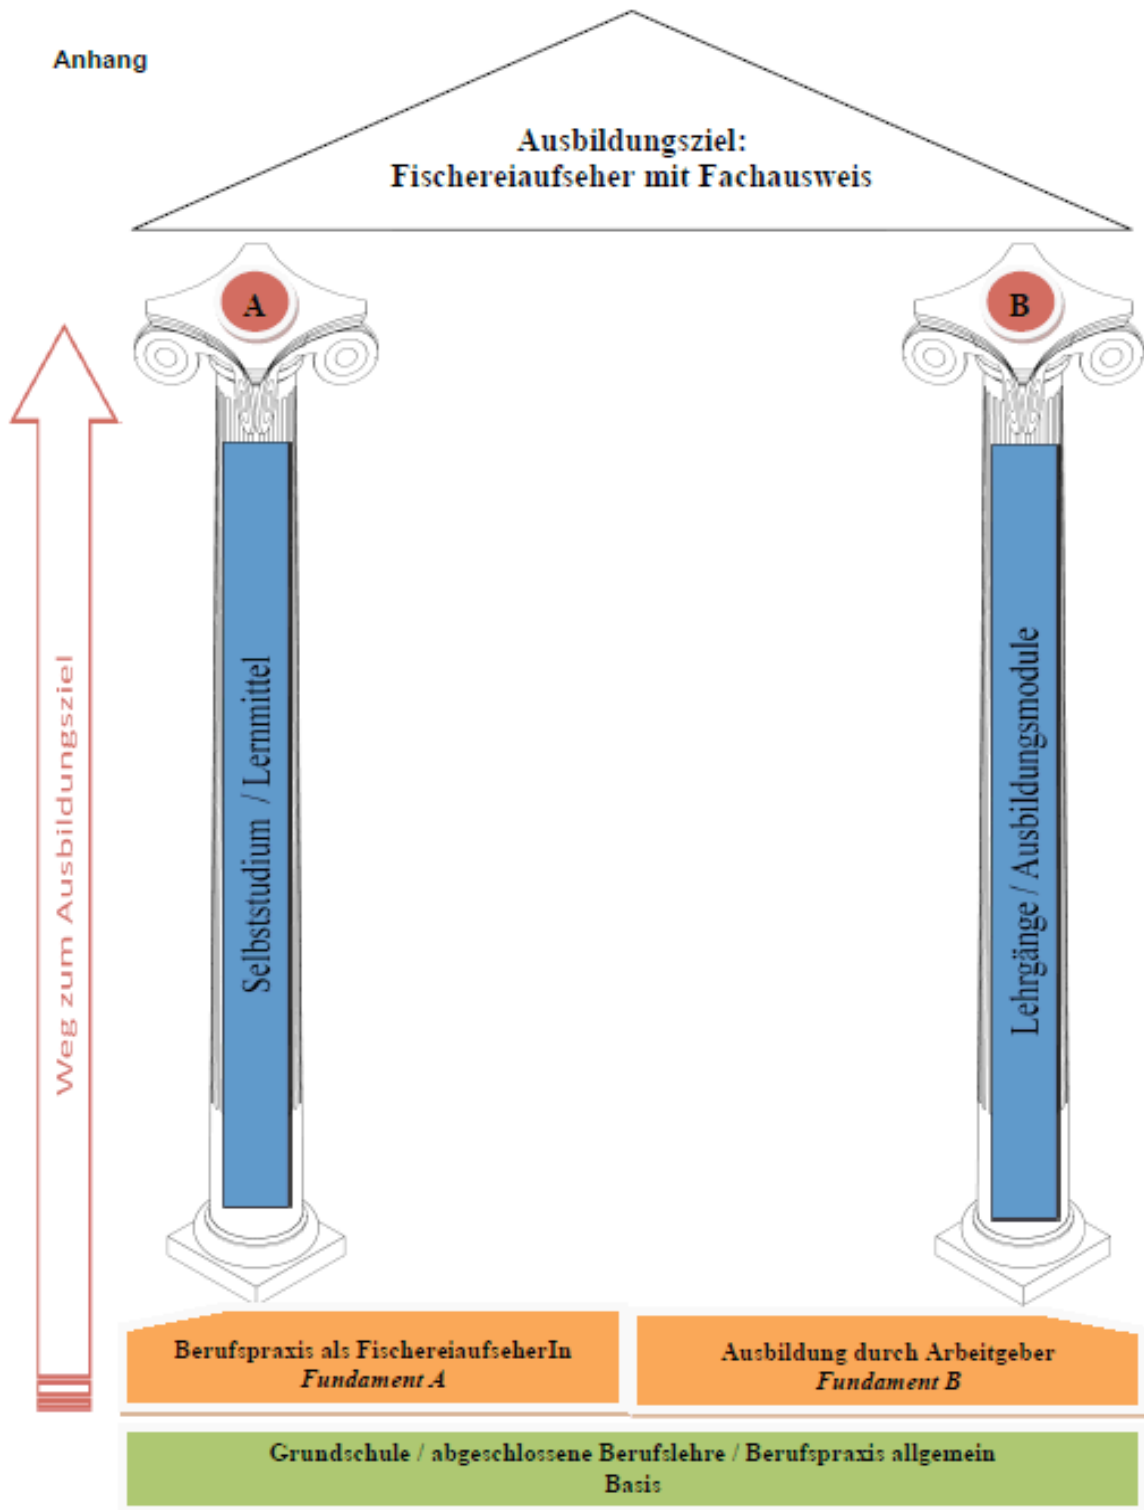 Anhang
Ausbildungsziel:
Fischereiaufseher mit Fachausweis
A
B
Weg zum Ausbildungsziel
Selbststudium / Lernmittel
Lehrgänge / Ausbildungsmodule
Berufspraxis als FischereiaufseherIn
Fundament A
Ausbildung durch Arbeitgeber
Fundament B
Grundschule / abgeschlossene Berufslehre / Berufspraxis allgemein
Basis